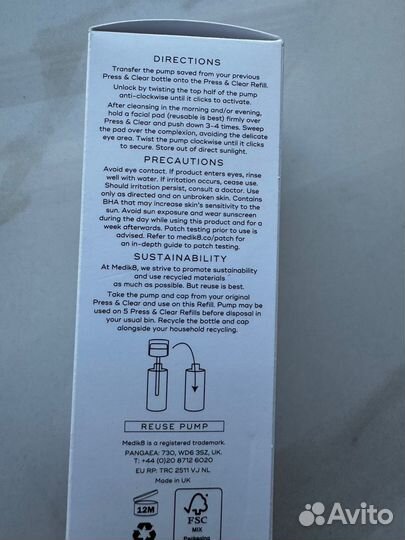 DIRECTIONS
Transfer the pump saved from your previous
Press & Clear bottle onto the Press & Clear Refill.
Unlock by twisting the top half of the pump
anti-clockwise until it clicks to activate.
After cleansing in the morning and/or evening,
hold a facial pad (reusable is best) firmly over
Press & Clear and push down 3-4 times. Sweep
the pad over the complexion, avoiding the delicate
eye area. Twist the pump clockwise until it clicks
to secure. Store out of direct sunlight.
PRECAUTIONS
Avoid eye contact. If product enters eyes, rinse
well with water. If irritation occurs, cease use.
Should irritation persist, consult a doctor. Use
only as directed and on unbroken skin. Contains
BHA that may increase skin's sensitivity to the
sun. Avoid sun exposure and wear sunscreen
during the day while using this product and for a
week afterwards. Patch testing prior to use is
advised. Refer to medik8.co/patch for
an in-depth guide to patch testing.
SUSTAINABILITY
At Medik8, we strive to promote sustainability
and use recycled materials
as much as possible. But reuse is best.
Take the pump and cap from your original
Press & Clear and use on this Refill. Pump may be
used on 5 Press & Clear Refills before disposal in
your usual bin. Recycle the bottle and cap
alongside your household recycling.
REUSE PUMP
Medik8 is a registered trademark.
PANGAEA: 730, WD6 3SZ, UK.
T: +44 (0)20 8712 6020
EU RP: TRC 2511 VJ NL
Made in UK
12M
FSC
MIX
Packaging
Avito